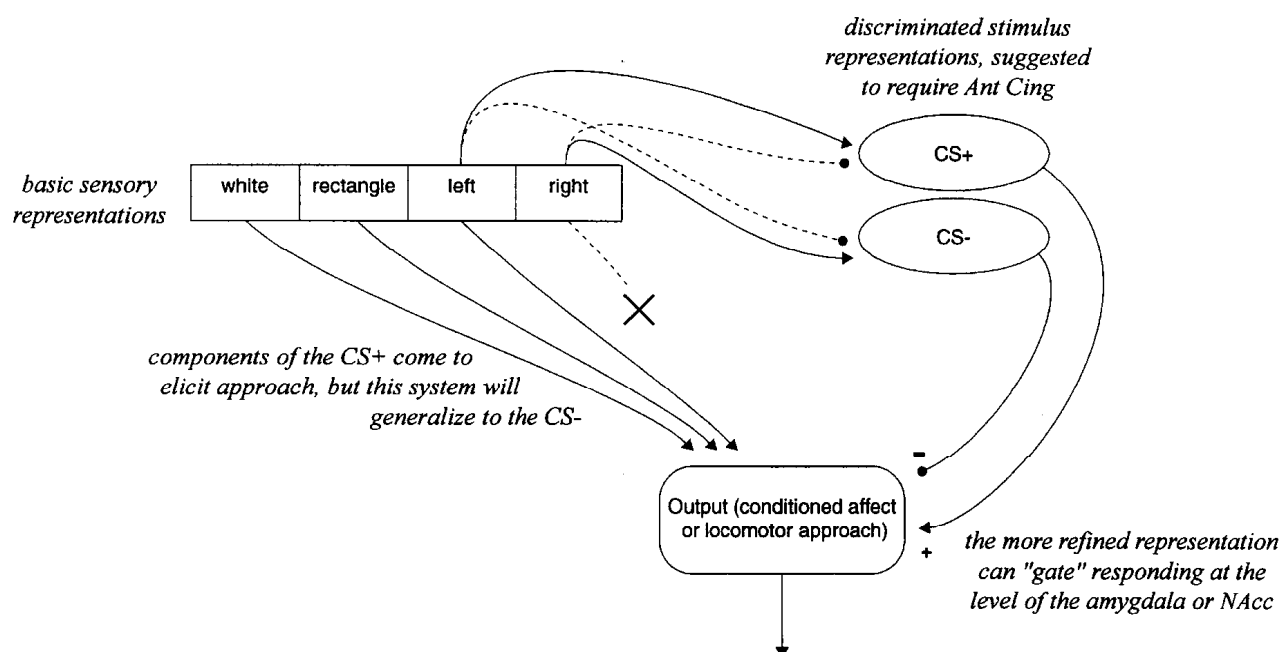 discriminated stimulus
representations, suggested
to require Ant Cing
CS+
CS-
basic sensory
representations
white
rectangle
left
right
components of the CS+ come to
elicit approach, but this system will
generalize to the CS-
Output (conditioned affect
or locomotor approach)
-
+
the more refined representation
can "gate" responding at the
level of the amygdala or NAcc